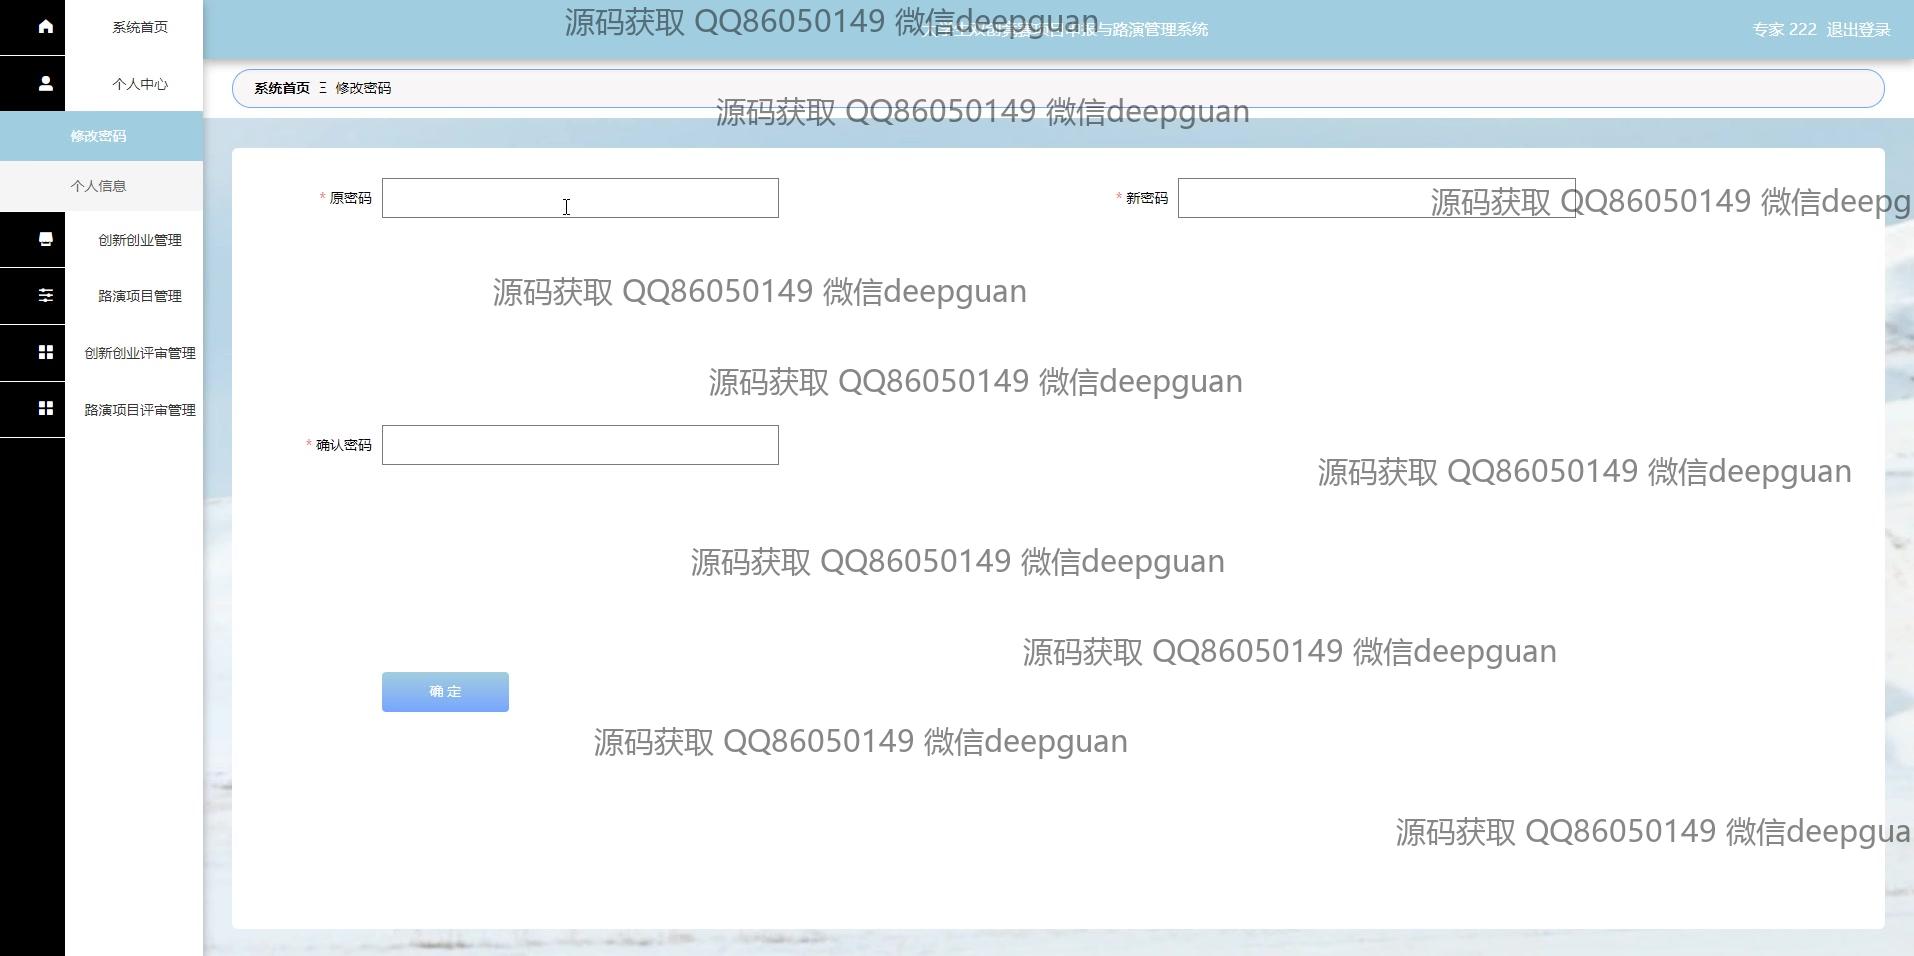 系统首页
个人中心
修改密码
个人信息
创新创业管理
路演项目管理
创新创业评审管理
路演项目评审管理
源码获取 QQ86050149 微信deepguan
与路演管理系统
专家 222 退出登录
系统首页 Ξ 修改密码
源码获取 QQ86050149 微信deepguan
* 原密码
* 新密码
源码获取 QQ86050149 微信deepg
源码获取 QQ86050149 微信deepguan
源码获取 QQ86050149 微信deepguan
* 确认密码
源码获取 QQ86050149 微信deepguan
源码获取 QQ86050149 微信deepguan
源码获取 QQ86050149 微信deepguan
确 定
源码获取 QQ86050149 微信deepguan
源码获取 QQ86050149 微信deepgua